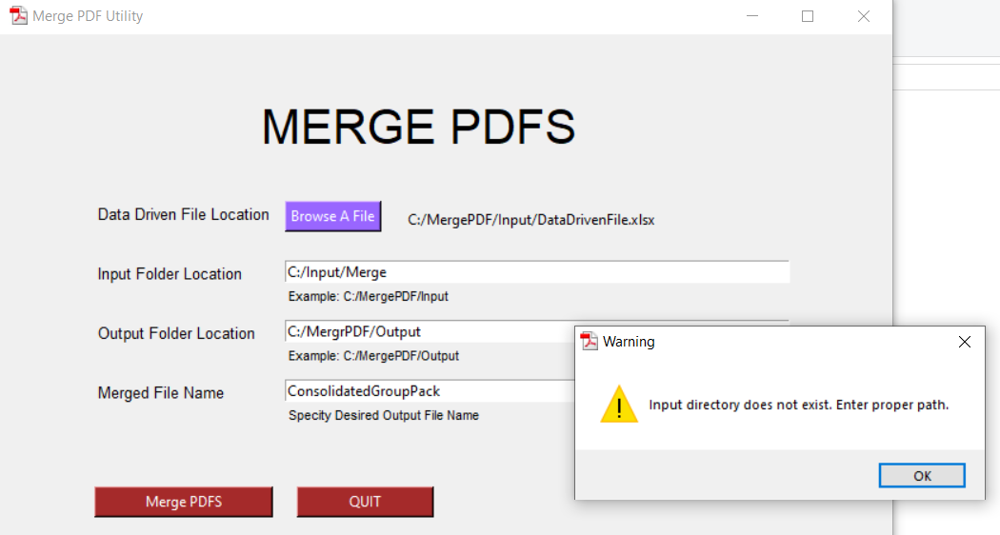 Merge PDF Utility
MERGE PDFS
Data Driven File Location
Browse A File
C:/MergePDF/Input/DataDrivenFile.xlsx
Input Folder Location
C:/Input/Merge
Example: C:/MergePDF/Input
Output Folder Location
C:/MergrPDF/Output
Example: C:/MergePDF/Output
Merged File Name
ConsolidatedGroupPack
Specity Desired Output File Name
Merge PDFS
QUIT
Warning
Input directory does not exist. Enter proper path.
OK